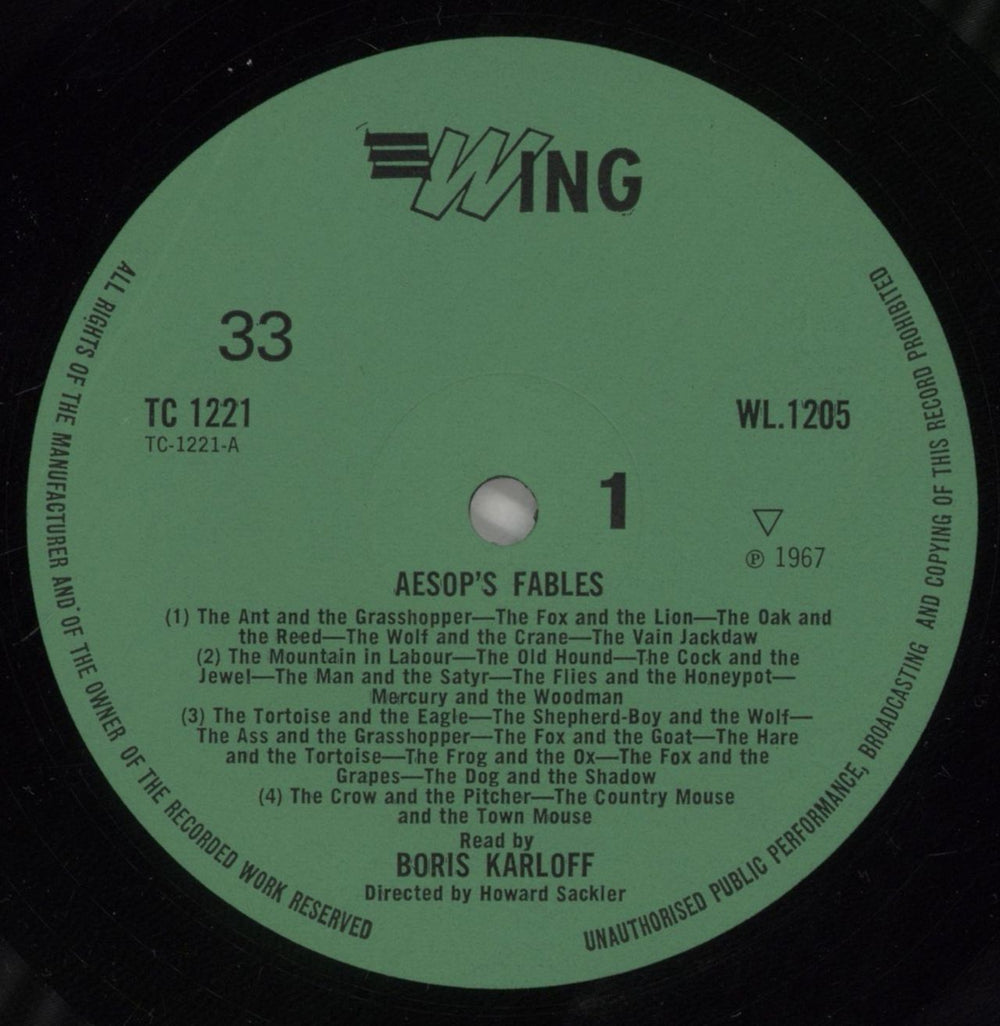 WING
33
TC 1221
TC-1221-A
WL.1205
1
℗ 1967
AESOP'S FABLES
(1) The Ant and the Grasshopper—The Fox and the Lion—The Oak and
the Reed—The Wolf and the Crane—The Vain Jackdaw
(2) The Mountain in Labour—The Old Hound—The Cock and the
Jewel—The Man and the Satyr—The Flies and the Honeypot—
Mercury and the Woodman
(3) The Tortoise and the Eagle—The Shepherd-Boy and the Wolf—
The Ass and the Grasshopper—The Fox and the Goat—The Hare
and the Tortoise—The Frog and the Ox—The Fox and the
Grapes—The Dog and the Shadow
(4) The Crow and the Pitcher—The Country Mouse
and the Town Mouse
Read by
BORIS KARLOFF
Directed by Howard Sackler
ALL RIGHTS OF THE MANUFACTURER AND OF THE OWNER OF THE RECORDED WORK RESERVED
UNAUTHORISED PUBLIC PERFORMANCE, BROADCASTING AND COPYING OF THIS RECORD PROHIBITED